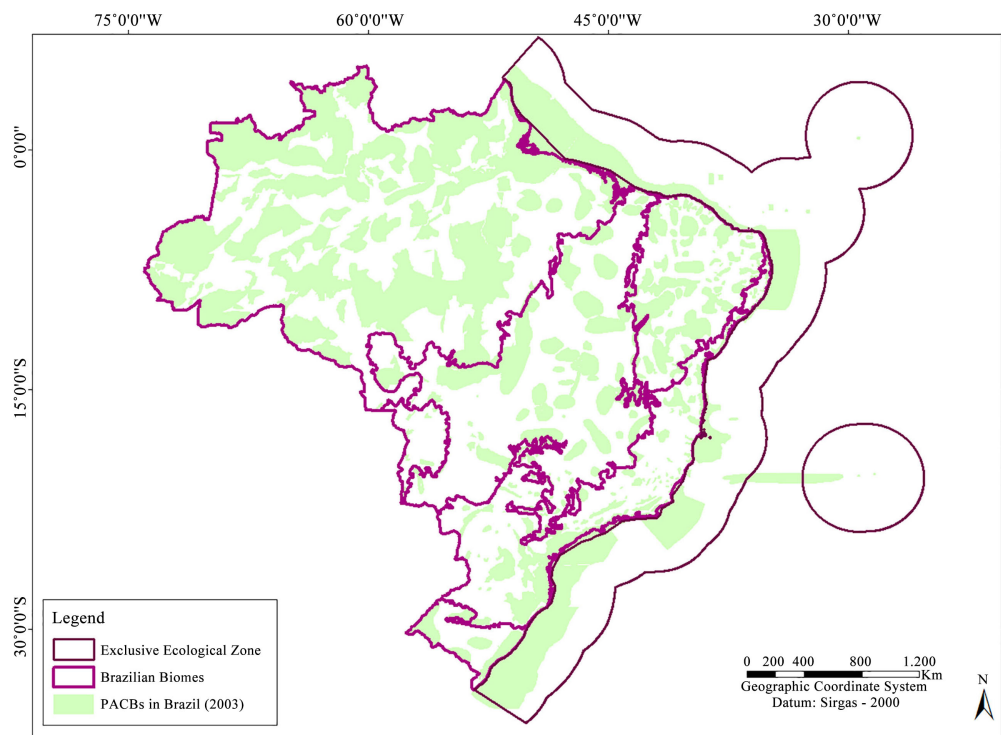 75°0'0"W 60°0'0"W 45°0'0"W 30°0'0"W
0°0'0"
15°0'0"S
30°0'0"S
Legend
Exclusive Ecological Zone
Brazilian Biomes
PACBs in Brazil (2003)
0 200 400 800 1,200
Km
Geographic Coordinate System
Datum: Sirgas - 2000
N